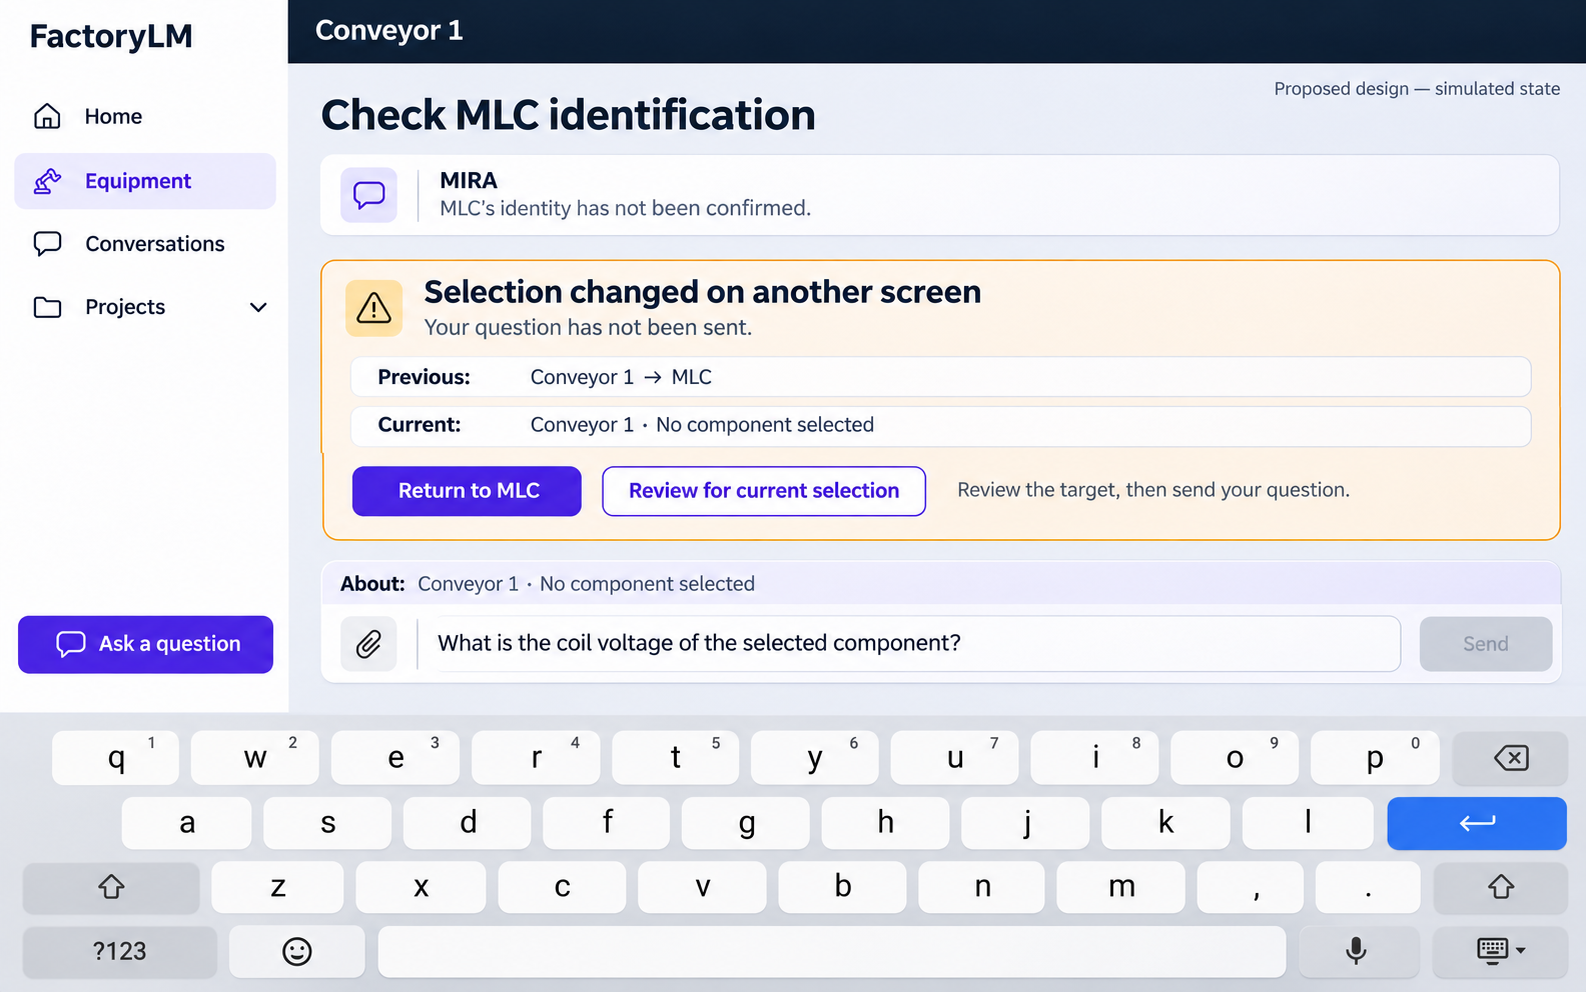 FactoryLM
Home
Equipment
Conversations
Projects
Ask a question
Conveyor 1
Proposed design — simulated state
Check MLC identification
MIRA
MLC's identity has not been confirmed.
Selection changed on another screen
Your question has not been sent.
Previous: Conveyor 1 → MLC
Current: Conveyor 1 · No component selected
Return to MLC Review for current selection Review the target, then send your question.
About: Conveyor 1 · No component selected
What is the coil voltage of the selected component? Send
q 1 w 2 e 3 r 4 t 5 y 6 u 7 i 8 o 9 p 0
a s d f g h j k l
z x c v b n m , .
?123